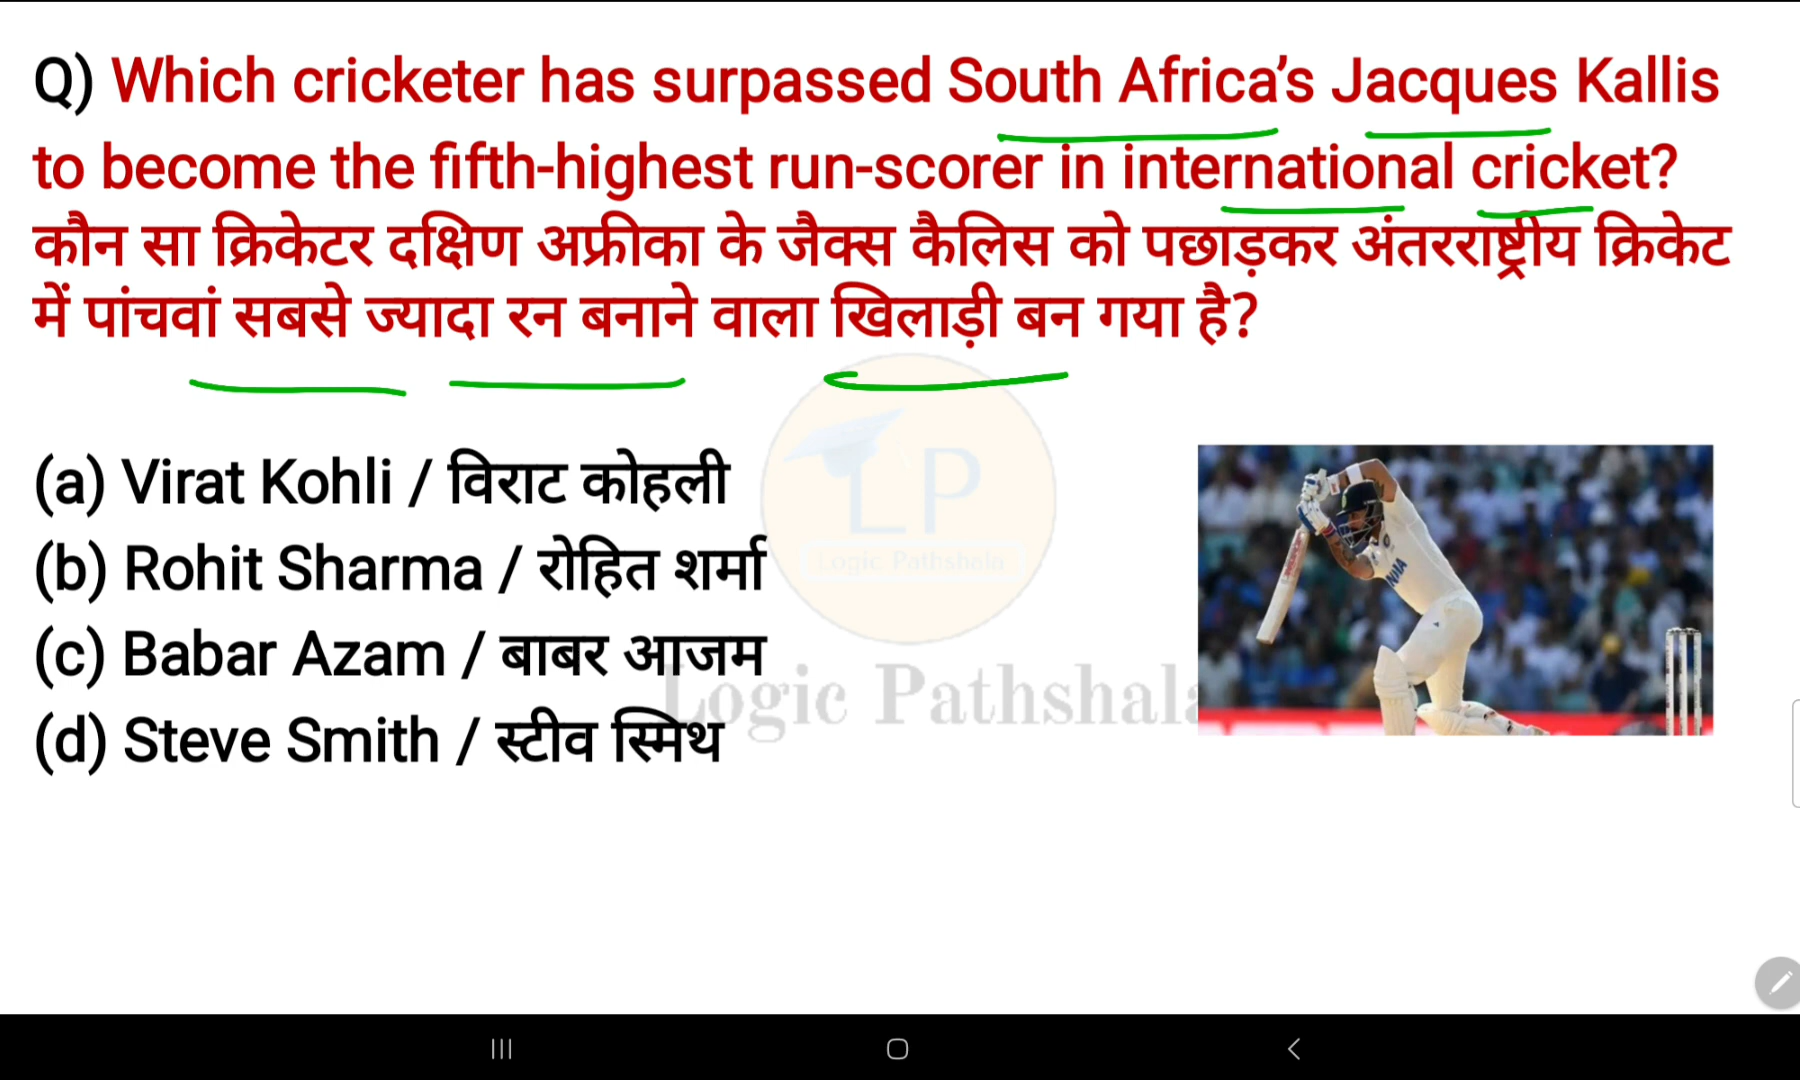 Q) Which cricketer has surpassed South Africa’s Jacques Kallis
to become the fifth-highest run-scorer in international cricket?
कौन सा क्रिकेटर दक्षिण अफ्रीका के जैक्स कैलिस को पछाड़कर अंतरराष्ट्रीय क्रिकेट
में पांचवां सबसे ज्यादा रन बनाने वाला खिलाड़ी बन गया है?
(a) Virat Kohli / विराट कोहली
(b) Rohit Sharma / रोहित शर्मा
(c) Babar Azam / बाबर आजम
(d) Steve Smith / स्टीव स्मिथ
LP
Logic Pathshala
Logic Pathshala
INDIA